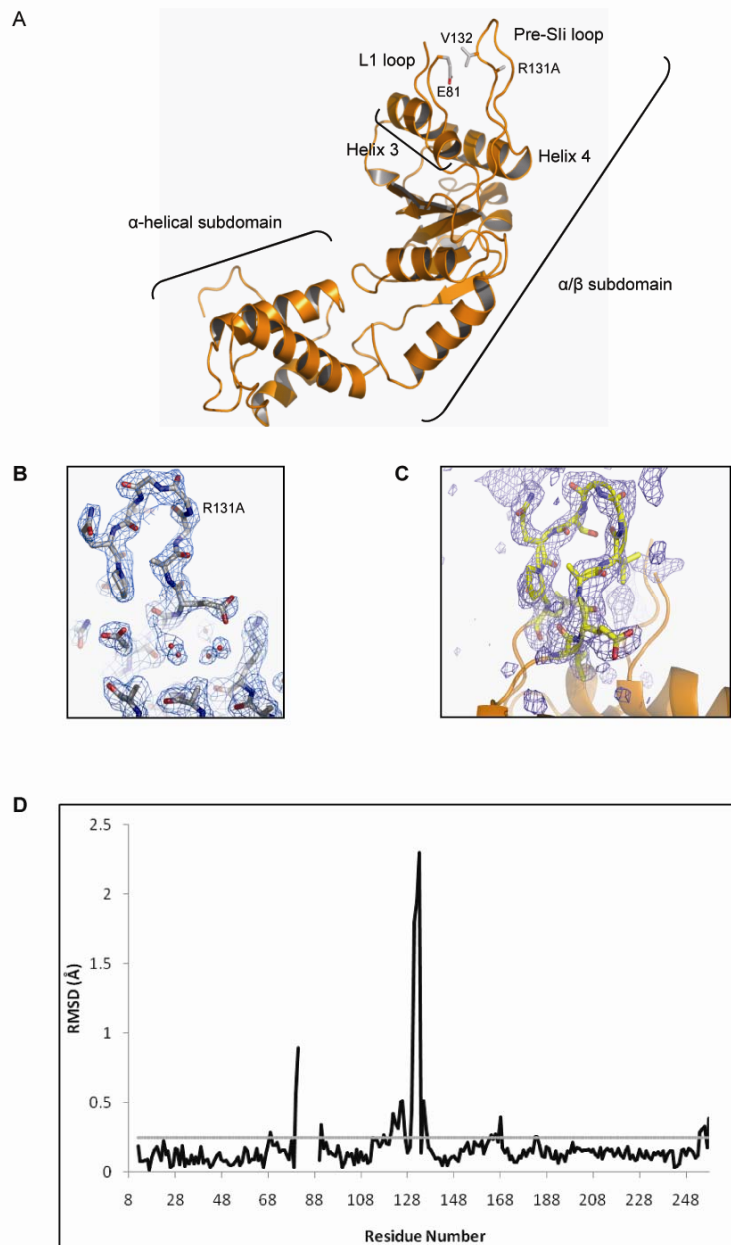 A
V132
Pre-SIi loop
L1 loop
R131A
E81
Helix 3
Helix 4
α-helical subdomain
α/β subdomain
B
C
R131A
D
2.5
2
1.5
1
0.5
0
RMSD (Å)
8 28 48 68 88 108 128 148 168 188 208 228 248
Residue Number